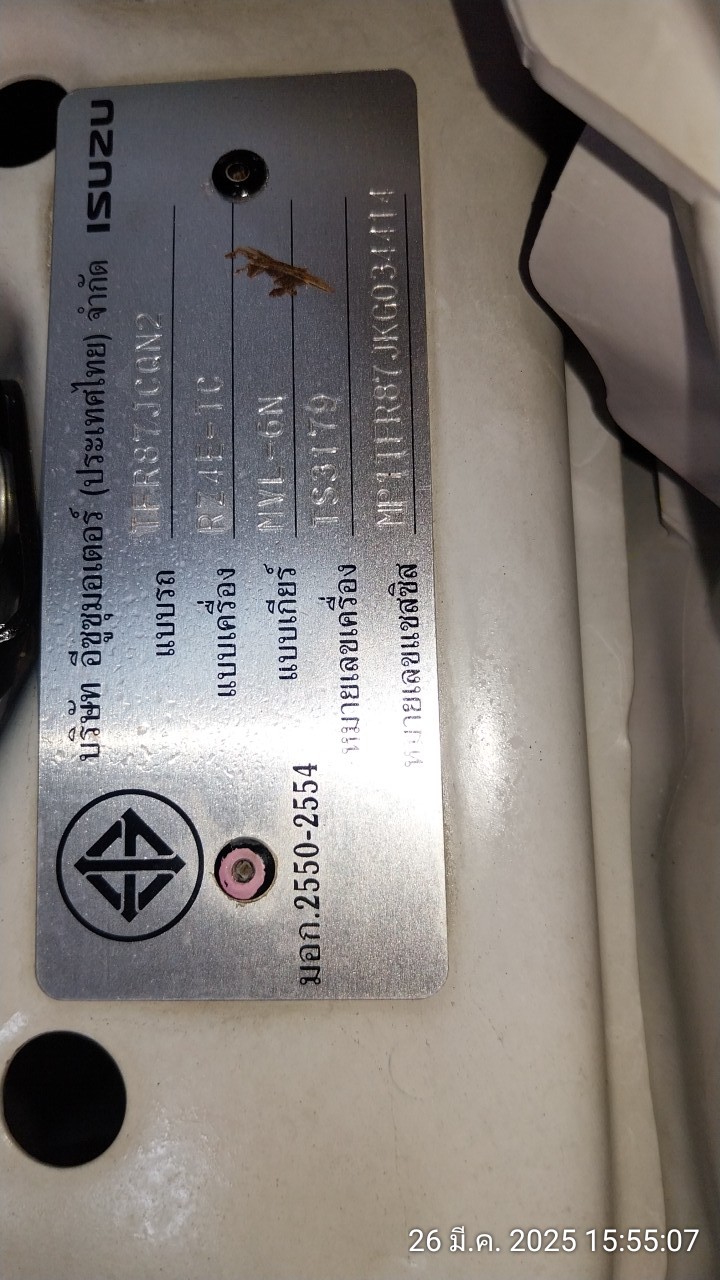 บริษัท อีซูซุมอเตอร์ (ประเทศไทย) จำกัด ISUZU
แบบรถ TFR87JCQN2
แบบเครื่อง RZ4E-TC
แบบเกียร์ MVL-6N
หมายเลขเครื่อง TS3179
หมายเลขแชสซิส MP1TFR87JKG034414
มอก.2550-2554
26 มี.ค. 2025 15:55:07